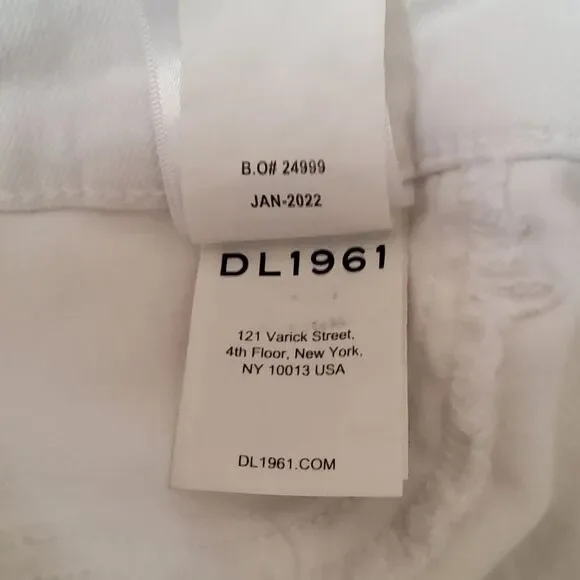 B.O# 24999
JAN-2022
DL1961
121 Varick Street,
4th Floor, New York,
NY 10013 USA
DL1961.COM